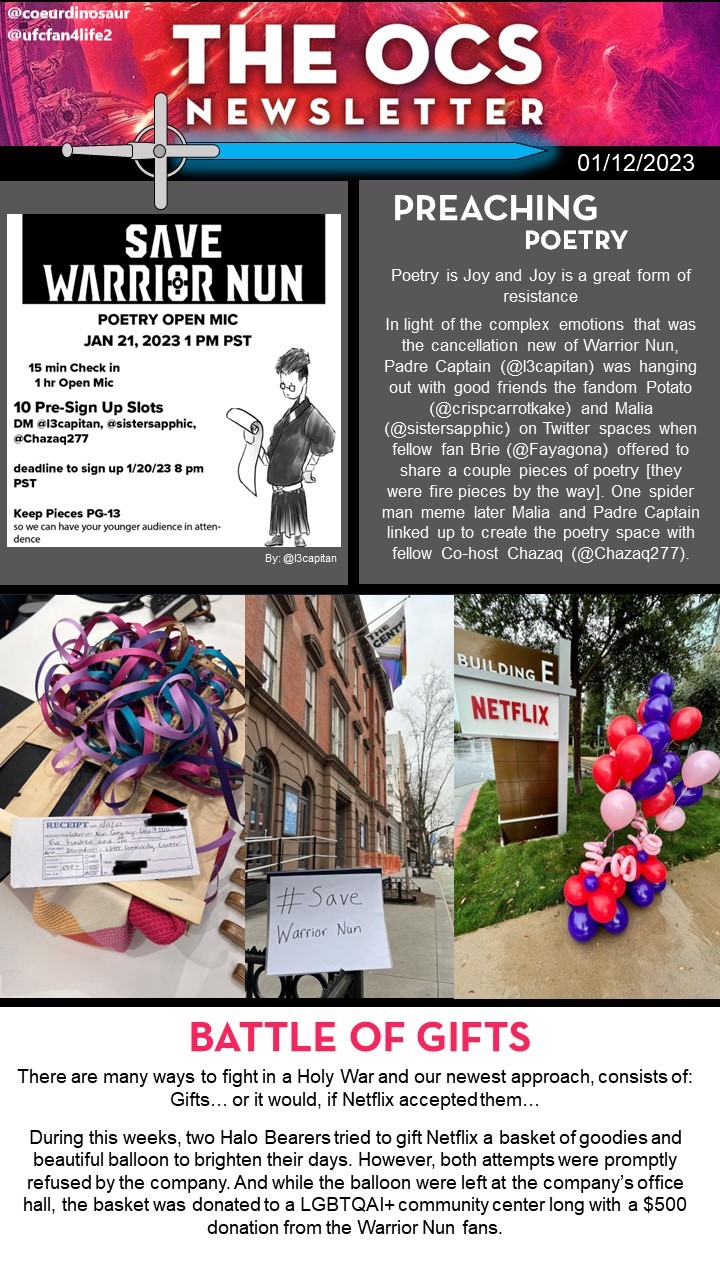 @coeurdinosaur
@ufcfan4life2
THE OCS
NEWSLETTER
01/12/2023
SAVE
WARRIOR NUN
POETRY OPEN MIC
JAN 21, 2023 1 PM PST
15 min Check in
1 hr Open Mic
10 Pre-Sign Up Slots
DM @l3capitan, @sistersapphic,
@Chazaq277
deadline to sign up 1/20/23 8 pm
PST
Keep Pieces PG-13
so we can have your younger audience in atten-
dence
By: @l3capitan
PREACHING
POETRY
Poetry is Joy and Joy is a great form of
resistance
In light of the complex emotions that was
the cancellation new of Warrior Nun,
Padre Captain (@l3capitan) was hanging
out with good friends the fandom Potato
(@crispcarrotkake) and Malia
(@sistersapphic) on Twitter spaces when
fellow fan Brie (@Fayagona) offered to
share a couple pieces of poetry [they
were fire pieces by the way]. One spider
man meme later Malia and Padre Captain
linked up to create the poetry space with
fellow Co-host Chazaq (@Chazaq277).
RECEIPT
Warrior Nun Campaign
Five hundred and
Donation LGBT Community Center
THE
CENTER
#Save
Warrior Nun
BUILDING E
NETFLIX
BATTLE OF GIFTS
There are many ways to fight in a Holy War and our newest approach, consists of:
Gifts… or it would, if Netflix accepted them…
During this weeks, two Halo Bearers tried to gift Netflix a basket of goodies and
beautiful balloon to brighten their days. However, both attempts were promptly
refused by the company. And while the balloon were left at the company's office
hall, the basket was donated to a LGBTQAI+ community center long with a $500
donation from the Warrior Nun fans.